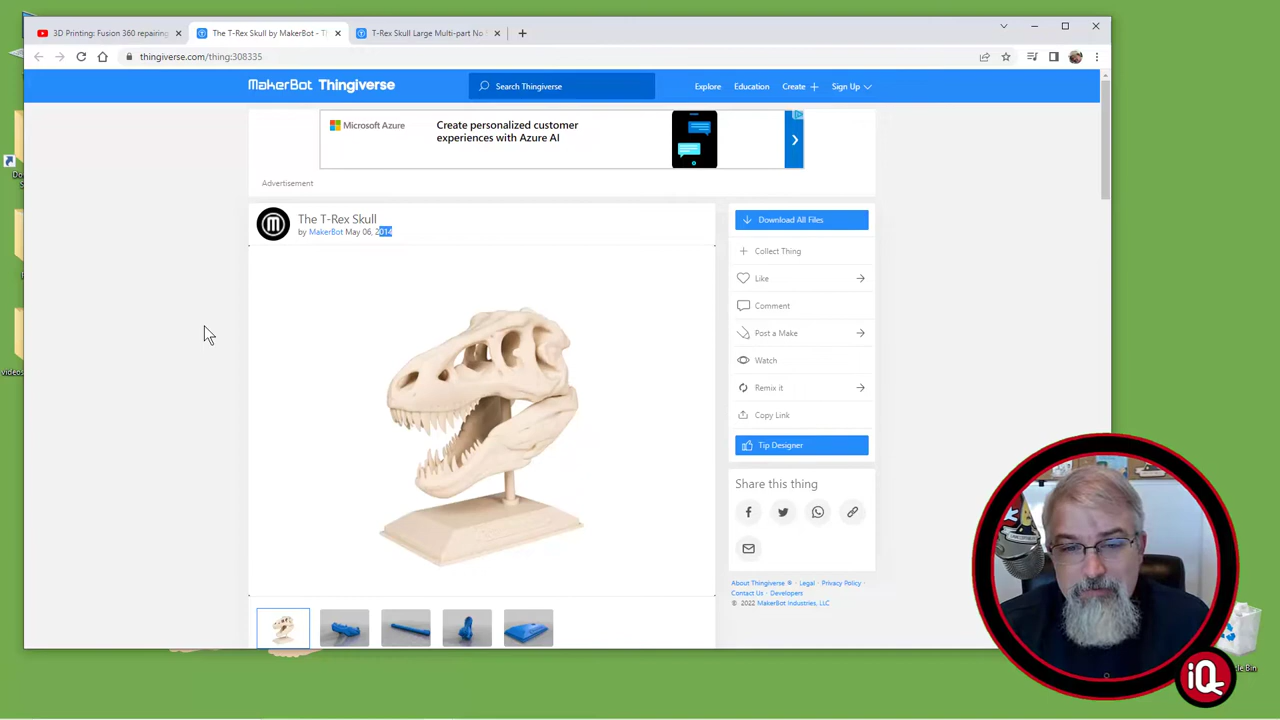 3D Printing: Fusion 360 repairing
The T-Rex Skull by MakerBot - T
T-Rex Skull Large Multi-part No
thingiverse.com/thing:308335
MakerBot Thingiverse
Search Thingiverse
Explore
Education
Create
Sign Up
Microsoft Azure
Create personalized customer
experiences with Azure AI
Advertisement
The T-Rex Skull
by MakerBot May 06, 2014
Download All Files
Collect Thing
Like
Comment
Post a Make
Watch
Remix it
Copy Link
Tip Designer
Share this thing
About Thingiverse ® · Legal · Privacy Policy ·
Contact Us · Developers
© 2022 MakerBot Industries, LLC
videos
Bin
iQ